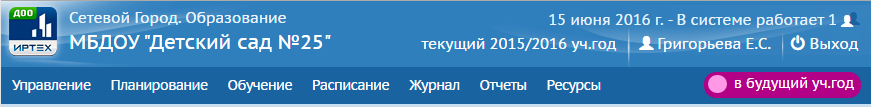 ДОО
ИРТЕХ
Сетевой Город. Образование
МБДОУ "Детский сад №25"
15 июня 2016 г. - В системе работает 1
текущий 2015/2016 уч.год
Григорьева Е.С.
Выход
Управление Планирование Обучение Расписание Журнал Отчеты Ресурсы
в будущий уч.год